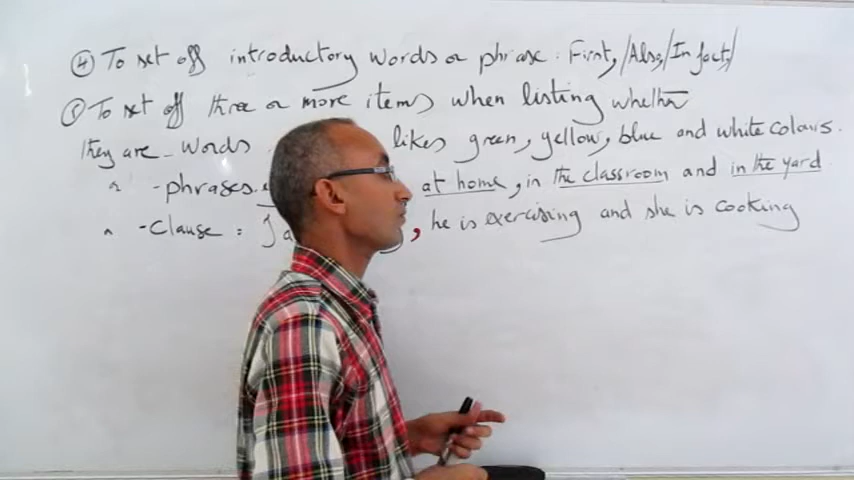 ④ To set off introductory words or phrase : First, / Also, / In fact, /
⑤ To set off three or more items when listing whether
they are - Words likes green, yellow, blue and white colours.
" - phrases. at home, in the classroom and in the yard
" - Clause : , he is exercising and she is cooking